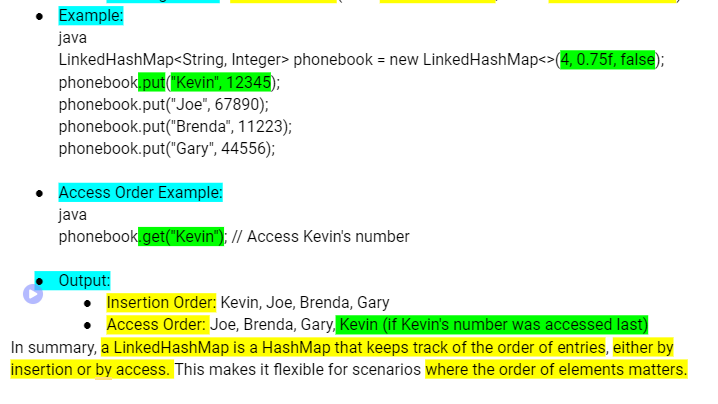 Example:
java
LinkedHashMap<String, Integer> phonebook = new LinkedHashMap<>(4, 0.75f, false);
phonebook.put("Kevin", 12345);
phonebook.put("Joe", 67890);
phonebook.put("Brenda", 11223);
phonebook.put("Gary", 44556);
Access Order Example:
java
phonebook.get("Kevin"); // Access Kevin's number
Output:
Insertion Order: Kevin, Joe, Brenda, Gary
Access Order: Joe, Brenda, Gary, Kevin (if Kevin's number was accessed last)
In summary, a LinkedHashMap is a HashMap that keeps track of the order of entries, either by
insertion or by access. This makes it flexible for scenarios where the order of elements matters.